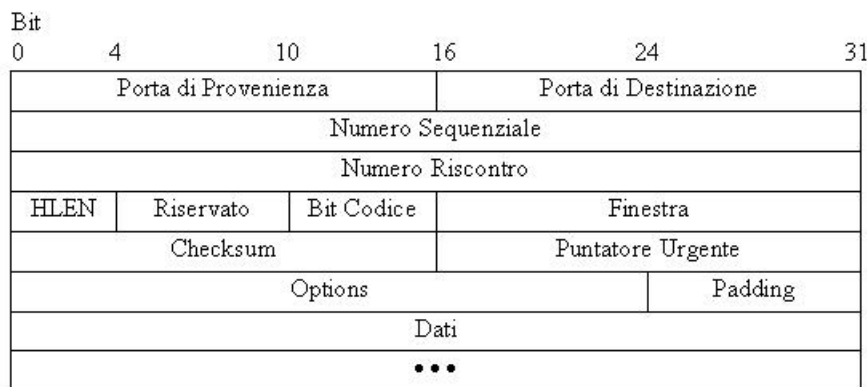 Bit
0 4 10 16 24 31
Porta di Provenienza Porta di Destinazione
Numero Sequenziale
Numero Riscontro
HLEN Riservato Bit Codice Finestra
Checksum Puntatore Urgente
Options Padding
Dati
•••